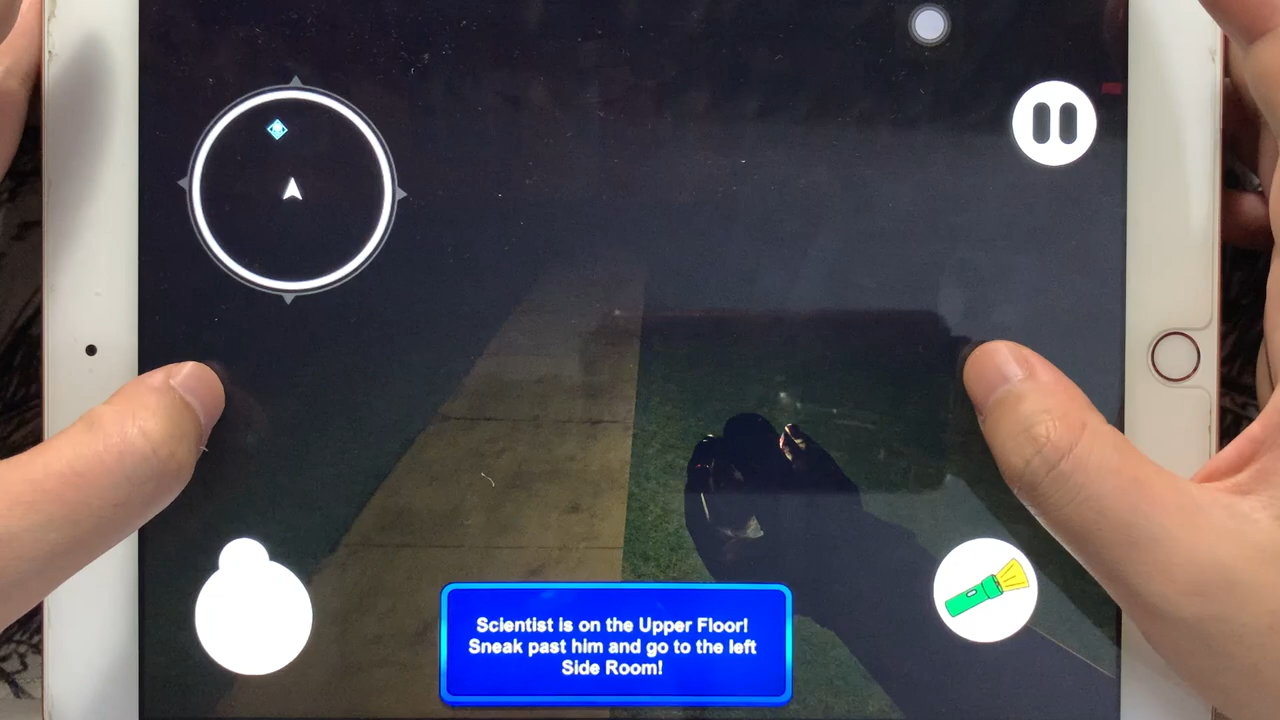 Scientist is on the Upper Floor!
Sneak past him and go to the left
Side Room!